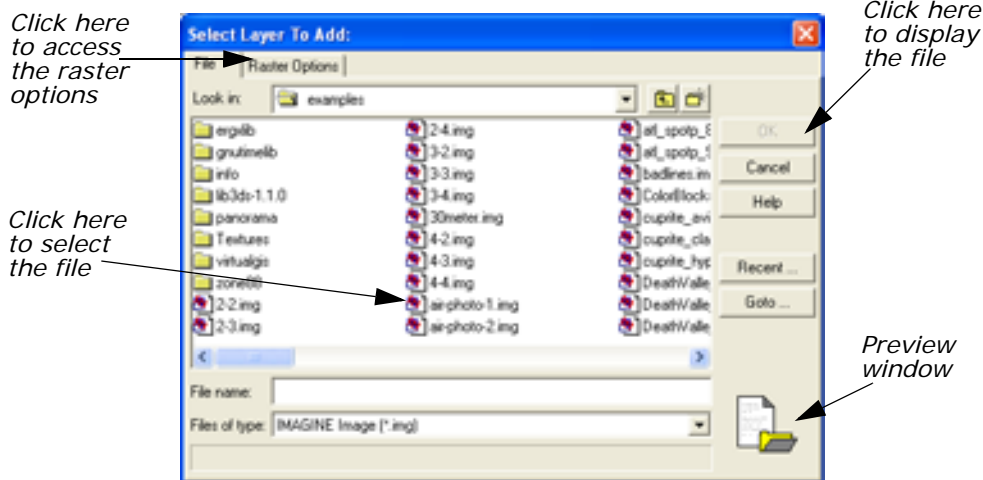 Click here
to access
the raster
options
Click here
to display
the file
Click here
to select
the file
Preview
window
Select Layer To Add:
File
Raster Options
Look in:
examples
gnutimelib
info
lib3ds-1.1.0
panorama
Textures
virtualgis
zone88
2-2.img
2-3.img
2-4.img
3-2.img
3-3.img
3-4.img
30meter.img
4-2.img
4-3.img
4-4.img
air-photo-1.img
air-photo-2.img
atl_spotp_
atl_spotp_
badlines.im
ColorBlock
cuprite_avi
cuprite_cla
cuprite_hyp
DeathValle
DeathValle
DeathValle
OK
Cancel
Help
Recent ...
Goto ...
File name:
Files of type:
IMAGINE Image (*.img)